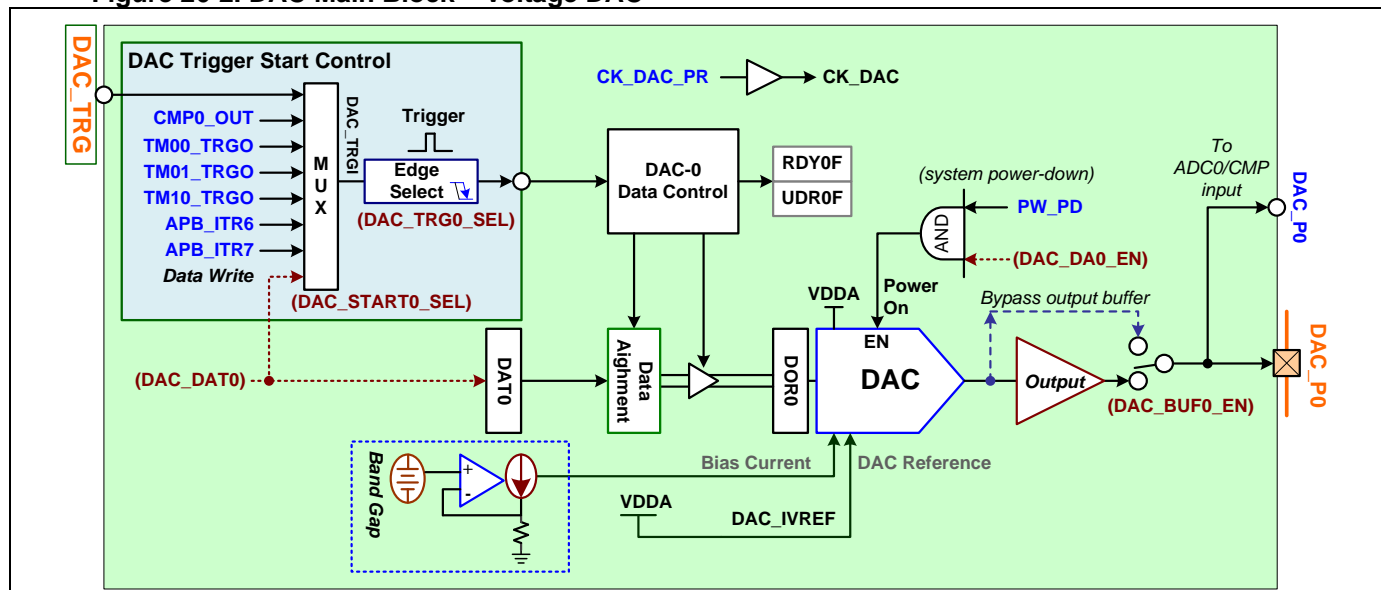 Figure 26-2. DAC Main Block – Voltage DAC
DAC_TRG
DAC Trigger Start Control
CMP0_OUT
TM00_TRGO
TM01_TRGO
TM10_TRGO
APB_ITR6
APB_ITR7
Data Write
MUX
DAC_TRGI
Trigger
Edge
Select
(DAC_TRG0_SEL)
(DAC_START0_SEL)
CK_DAC_PR
CK_DAC
DAC-0
Data Control
RDY0F
UDR0F
(system power-down)
PW_PD
AND
(DAC_DA0_EN)
To
ADC0/CMP
input
DAC_P0
VDDA
Power
On
Bypass output buffer
(DAC_DAT0)
DAT0
Data
Aighment
DOR0
EN
DAC
Output
(DAC_BUF0_EN)
DAC_P0
Band Gap
+
-
Bias Current
DAC Reference
VDDA
DAC_IVREF